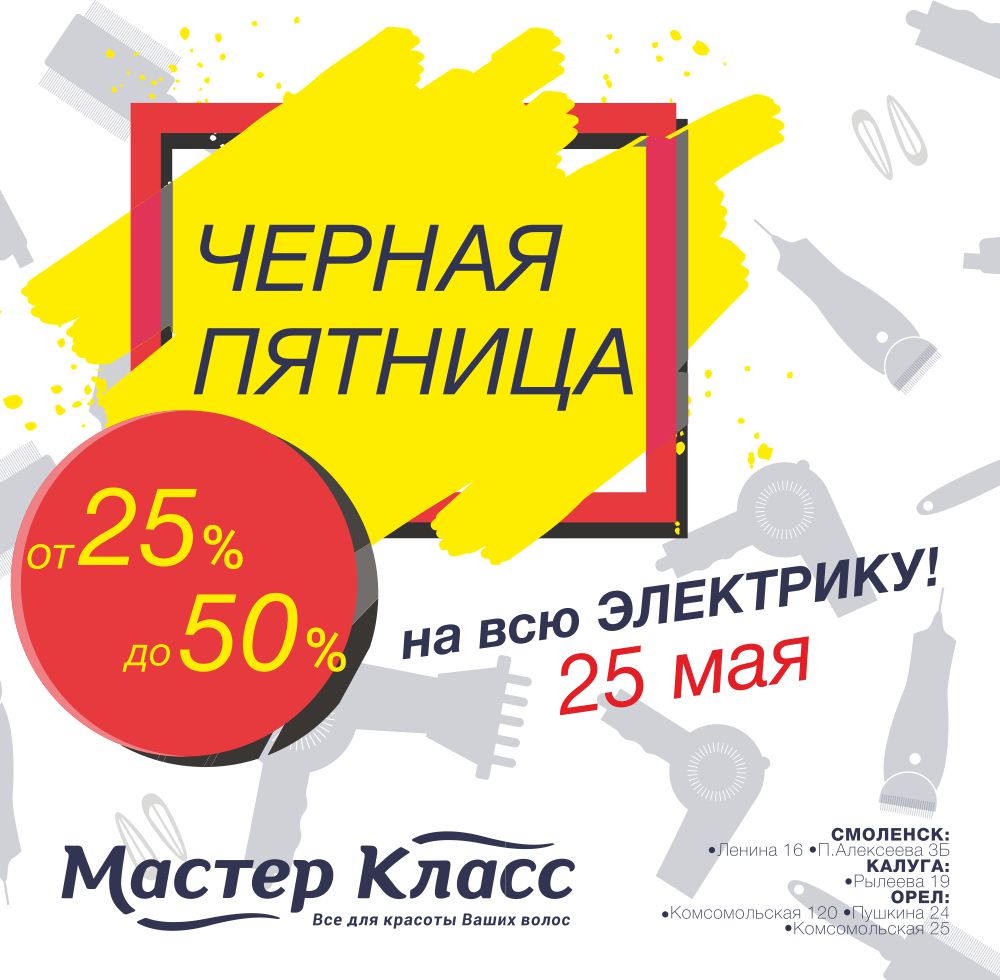 ЧЕРНАЯ
ПЯТНИЦА
от 25%
до 50%
на всю ЭЛЕКТРИКУ!
25 мая
Мастер Класс
Все для красоты Ваших волос
СМОЛЕНСК:
•Ленина 16 •П.Алексеева 3Б
КАЛУГА:
•Рылеева 19
ОРЕЛ:
•Комсомольская 120 •Пушкина 24
•Комсомольская 25